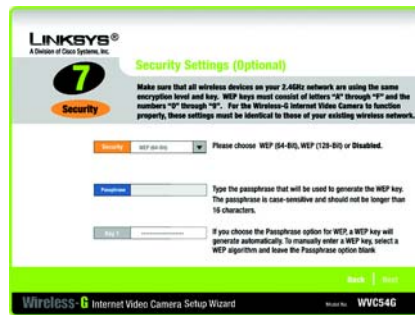 LINKSYS®
A Division of Cisco Systems, Inc.
7
Security
Security Settings (Optional)
Make sure that all wireless devices on your 2.4GHz network are using the same
encryption level and key. WEP keys must consist of letters "A" through "F" and the
numbers "0" through "9". For the Wireless-G Internet Video Camera to function
properly, these settings must be identical to those of your existing wireless network.
Security
WEP (64-Bit)
Please choose WEP (64-Bit), WEP (128-Bit) or Disabled.
Passphrase
Type the passphrase that will be used to generate the WEP key.
The passphrase is case-sensitive and should not be longer than
16 characters.
Key 1
If you choose the Passphrase option for WEP, a WEP key will
generate automatically. To manually enter a WEP key, select a
WEP algorithm and leave the Passphrase option blank
Back | Next
Wireless-G Internet Video Camera Setup Wizard
Model No. WVC54G